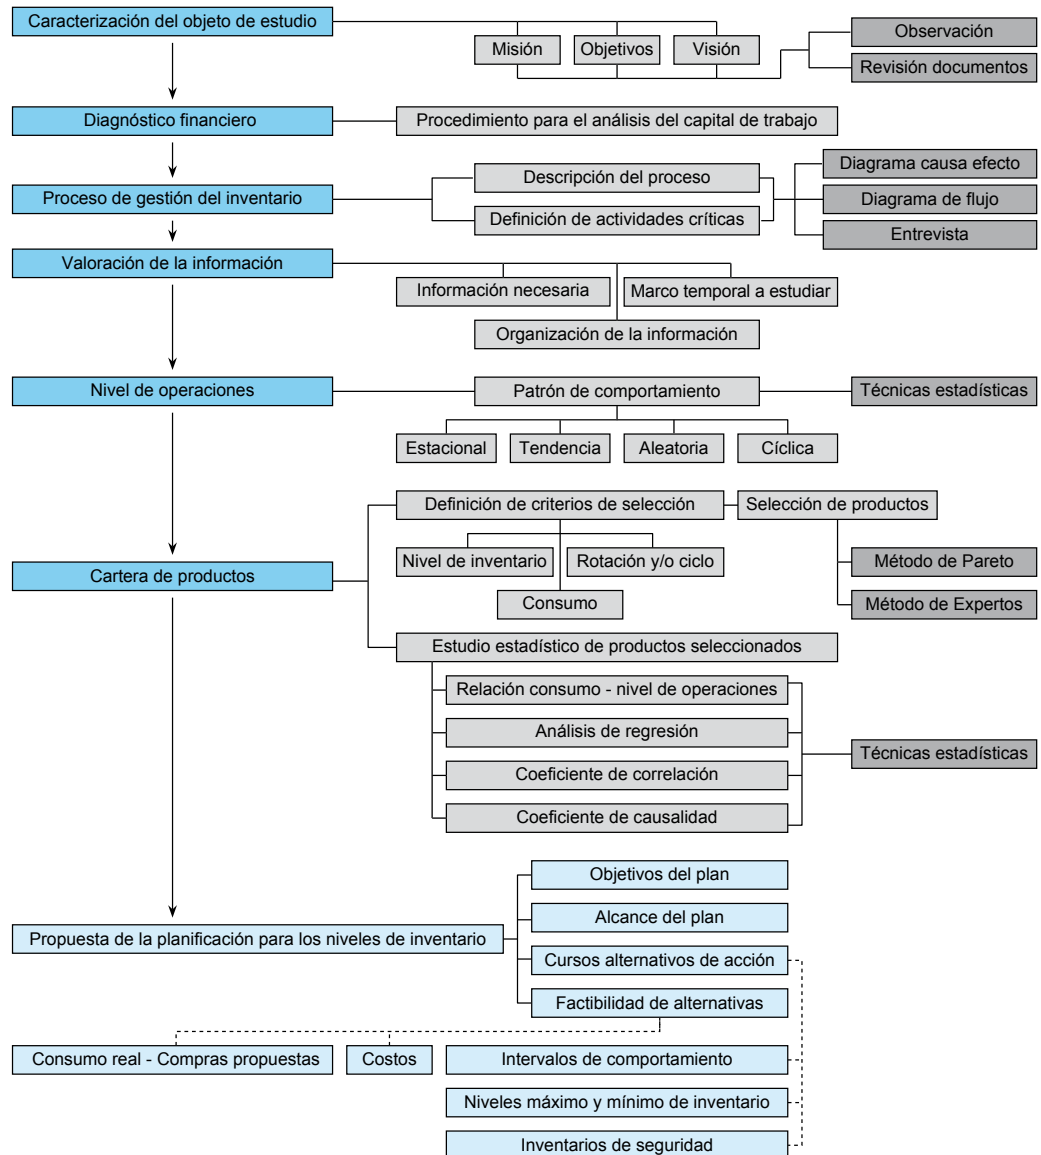 Caracterización del objeto de estudio
Misión
Objetivos
Visión
Observación
Revisión documentos
Diagnóstico financiero
Procedimiento para el análisis del capital de trabajo
Proceso de gestión del inventario
Descripción del proceso
Definición de actividades críticas
Diagrama causa efecto
Diagrama de flujo
Entrevista
Valoración de la información
Información necesaria
Marco temporal a estudiar
Organización de la información
Nivel de operaciones
Patrón de comportamiento
Técnicas estadísticas
Estacional
Tendencia
Aleatoria
Cíclica
Cartera de productos
Definición de criterios de selección
Selección de productos
Nivel de inventario
Rotación y/o ciclo
Consumo
Método de Pareto
Método de Expertos
Estudio estadístico de productos seleccionados
Relación consumo - nivel de operaciones
Análisis de regresión
Coeficiente de correlación
Coeficiente de causalidad
Técnicas estadísticas
Propuesta de la planificación para los niveles de inventario
Objetivos del plan
Alcance del plan
Cursos alternativos de acción
Factibilidad de alternativas
Consumo real - Compras propuestas
Costos
Intervalos de comportamiento
Niveles máximo y mínimo de inventario
Inventarios de seguridad